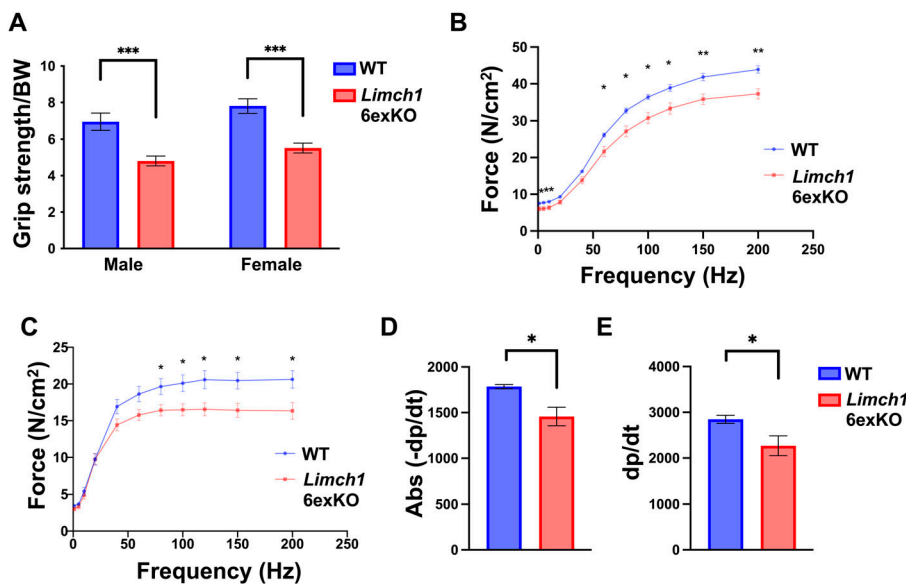 A
Grip strength/BW
10
8
6
4
2
0
***
***
Male
Female
WT
Limch1
6exKO
B
Force (N/cm2)
50
40
30
20
10
0
****
*
*
*
*
**
**
0
50
100
150
200
250
Frequency (Hz)
WT
Limch1
6exKO
C
Force (N/cm2)
25
20
15
10
5
0
*
*
*
*
*
0
50
100
150
200
250
Frequency (Hz)
WT
Limch1
6exKO
D
Abs (-dp/dt)
2000
1500
1000
500
0
*
E
dp/dt
4000
3000
2000
1000
0
*
WT
Limch1
6exKO